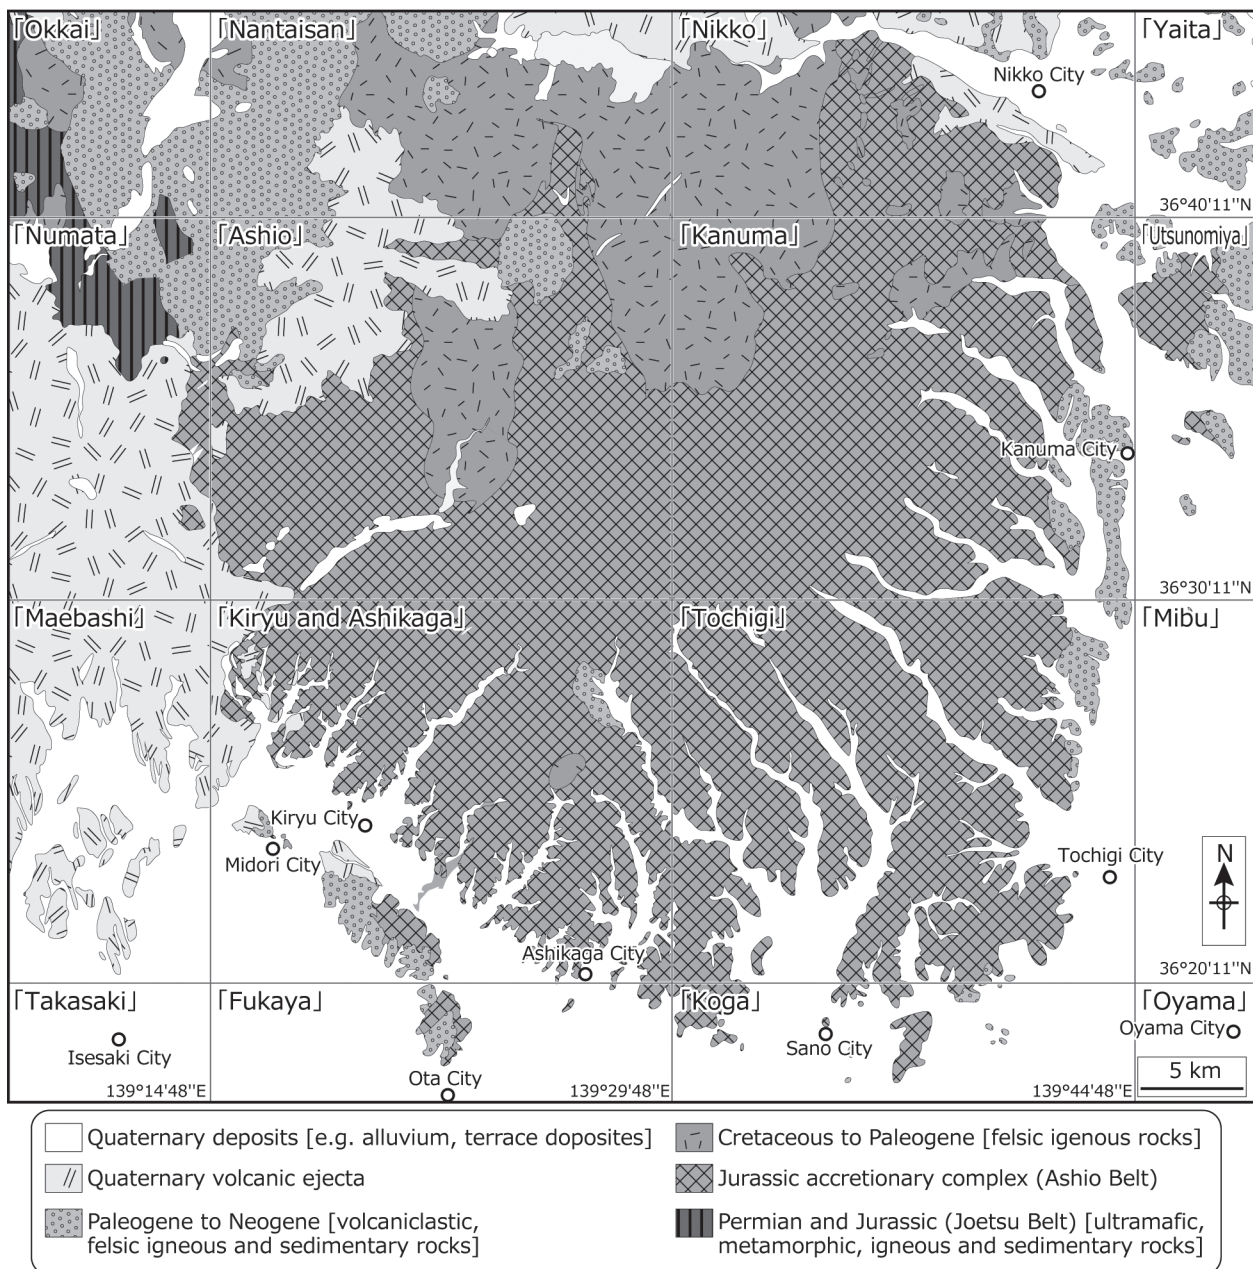 「Okkai」
「Nantaisan」
「Nikko」
「Yaita」
Nikko City
36°40'11''N
「Numata」
「Ashio」
「Kanuma」
「Utsunomiya」
Kanuma City
36°30'11''N
「Maebashi」
「Kiryu and Ashikaga」
「Tochigi」
「Mibu」
Kiryu City
Midori City
Tochigi City
N
Ashikaga City
36°20'11''N
「Takasaki」
「Fukaya」
「Koga」
「Oyama」
Isesaki City
Sano City
Oyama City
Ota City
5 km
139°14'48''E
139°29'48''E
139°44'48''E
Quaternary deposits [e.g. alluvium, terrace doposites]
Quaternary volcanic ejecta
Paleogene to Neogene [volcaniclastic,
felsic igneous and sedimentary rocks]
Cretaceous to Paleogene [felsic igenous rocks]
Jurassic accretionary complex (Ashio Belt)
Permian and Jurassic (Joetsu Belt) [ultramafic,
metamorphic, igneous and sedimentary rocks]